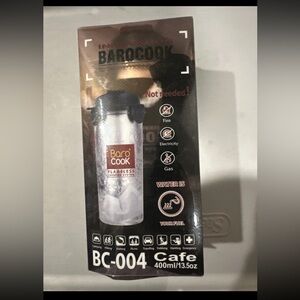 BAROCOOK
Not needed!
Fire
Electricity
Gas
Baro
COOK
FLAMELESS
WATER IS
YOUR FUEL
BC-004 Cafe
400ml/13.5oz